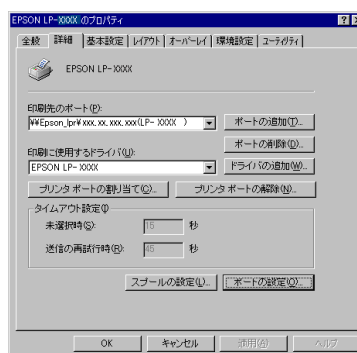 EPSON LP-XXXXのプロパティ
全般 詳細 基本設定 レイアウト オーバーレイ 環境設定 ユーティリティ
EPSON LP-XXXX
印刷先のポート(P):
¥¥Epson_lpr¥xxx.xx.xxx.xxx(LP-XXXX )
ポートの追加(T)...
ポートの削除(D)...
印刷に使用するドライバ(U):
EPSON LP-XXXX
ドライバの追加(W)...
プリンタ ポートの割り当て(C)...
プリンタ ポートの解除(N)...
タイムアウト設定(I)
未選択時(S): 15 秒
送信の再試行時(R): 45 秒
スプールの設定(L)...
ポートの設定(O)...
OK キャンセル 適用(A) ヘルプ